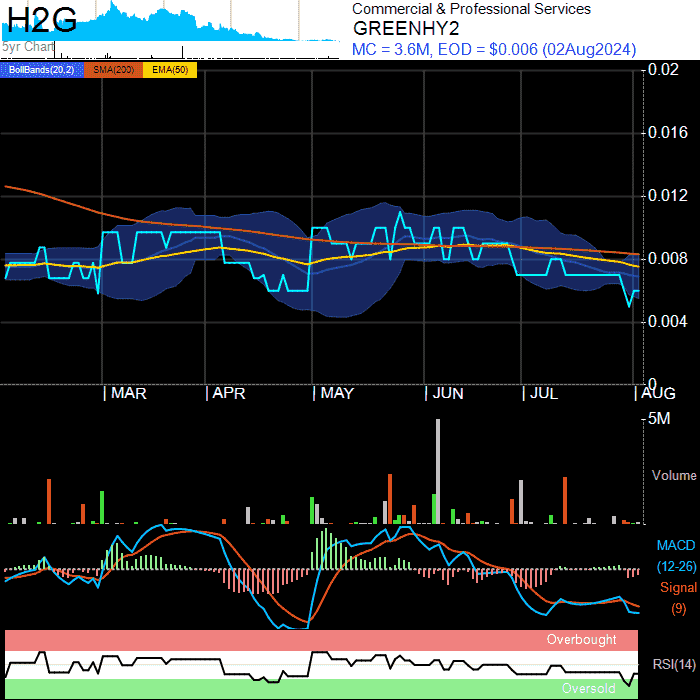 H2G
5yr Chart
Commercial & Professional Services
GREENHY2
MC = 3.6M, EOD = $0.006 (02Aug2024)
BollBands(20,2) SMA(200) EMA(50)
0.02
0.016
0.012
0.008
0.004
0
MAR APR MAY JUN JUL AUG
5M
Volume
MACD
(12-26)
Signal
(9)
Overbought
RSI(14)
Oversold